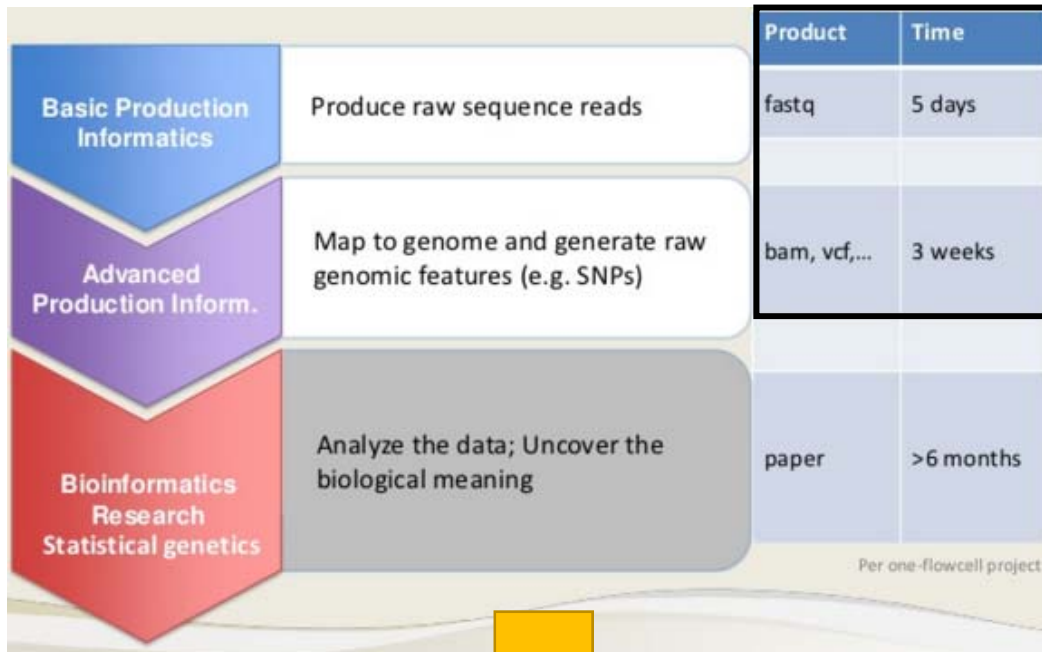 Product Time
Basic Production
Informatics
Produce raw sequence reads
fastq 5 days
Advanced
Production Inform.
Map to genome and generate raw
genomic features (e.g. SNPs)
bam, vcf,... 3 weeks
Bioinformatics
Research
Statistical genetics
Analyze the data; Uncover the
biological meaning
paper >6 months
Per one-flowcell project